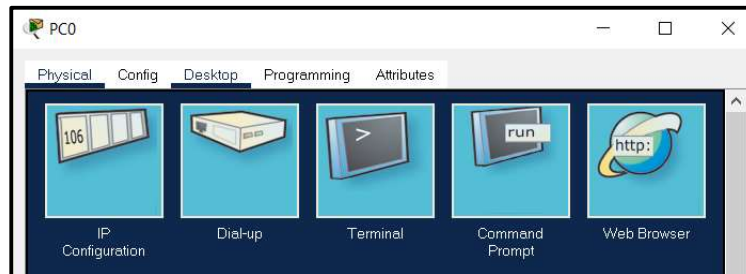 PC0
Physical Config Desktop Programming Attributes
106
>
run
http:
IP Configuration
Dial-up
Terminal
Command Prompt
Web Browser